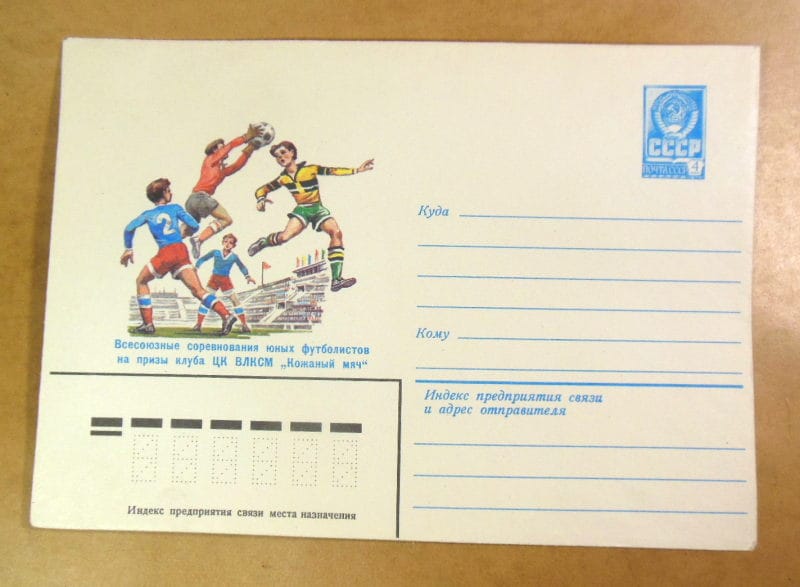 2
СССР
ПОЧТА СССР 4
Куда
Кому
Всесоюзные соревнования юных футболистов
на призы клуба ЦК ВЛКСМ „Кожаный мяч“
Индекс предприятия связи
и адрес отправителя
Индекс предприятия связи места назначения